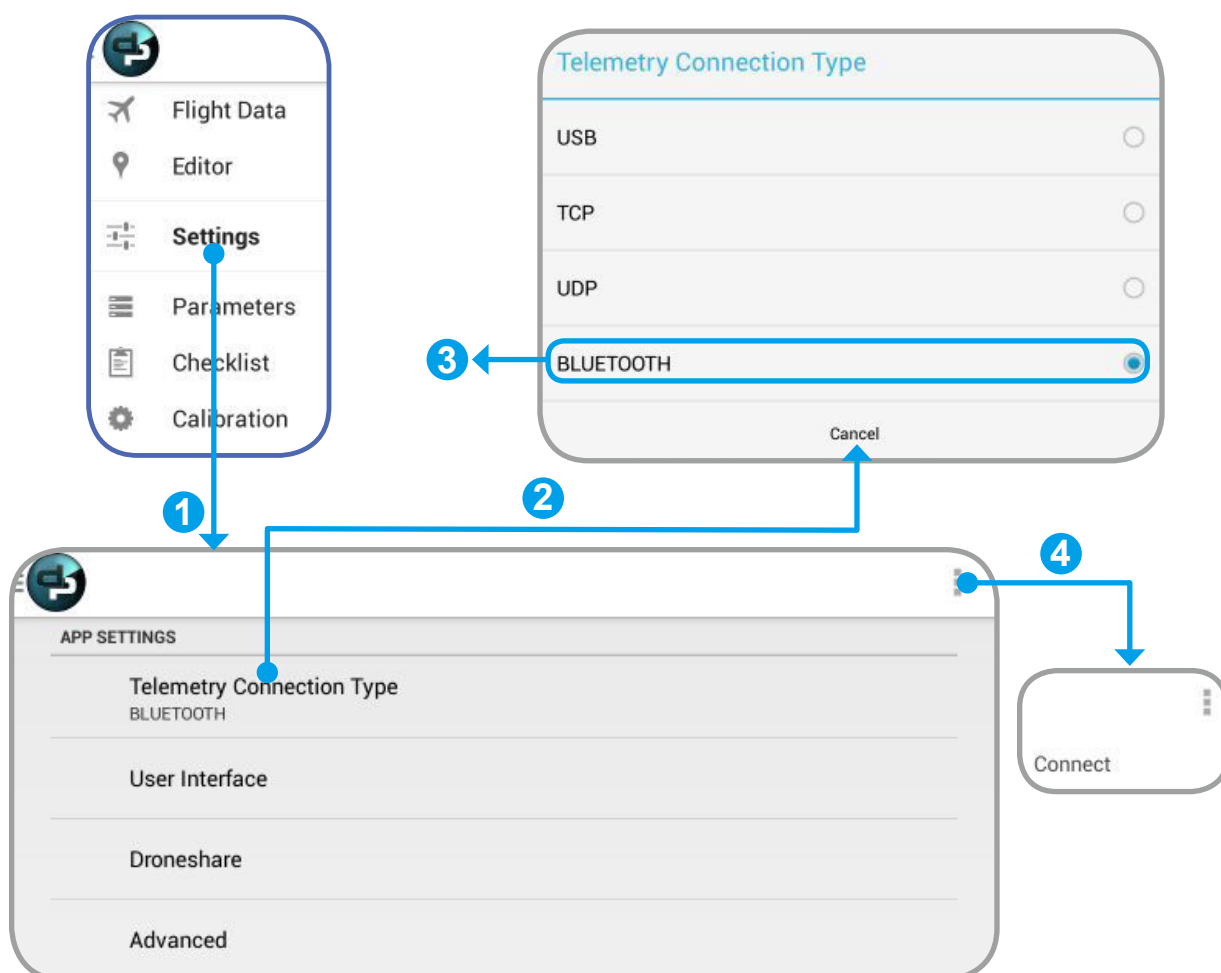 Flight Data
Editor
Settings
Parameters
Checklist
Calibration
Telemetry Connection Type
USB
TCP
UDP
3
BLUETOOTH
Cancel
1
2
4
APP SETTINGS
Telemetry Connection Type
BLUETOOTH
User Interface
Droneshare
Advanced
Connect